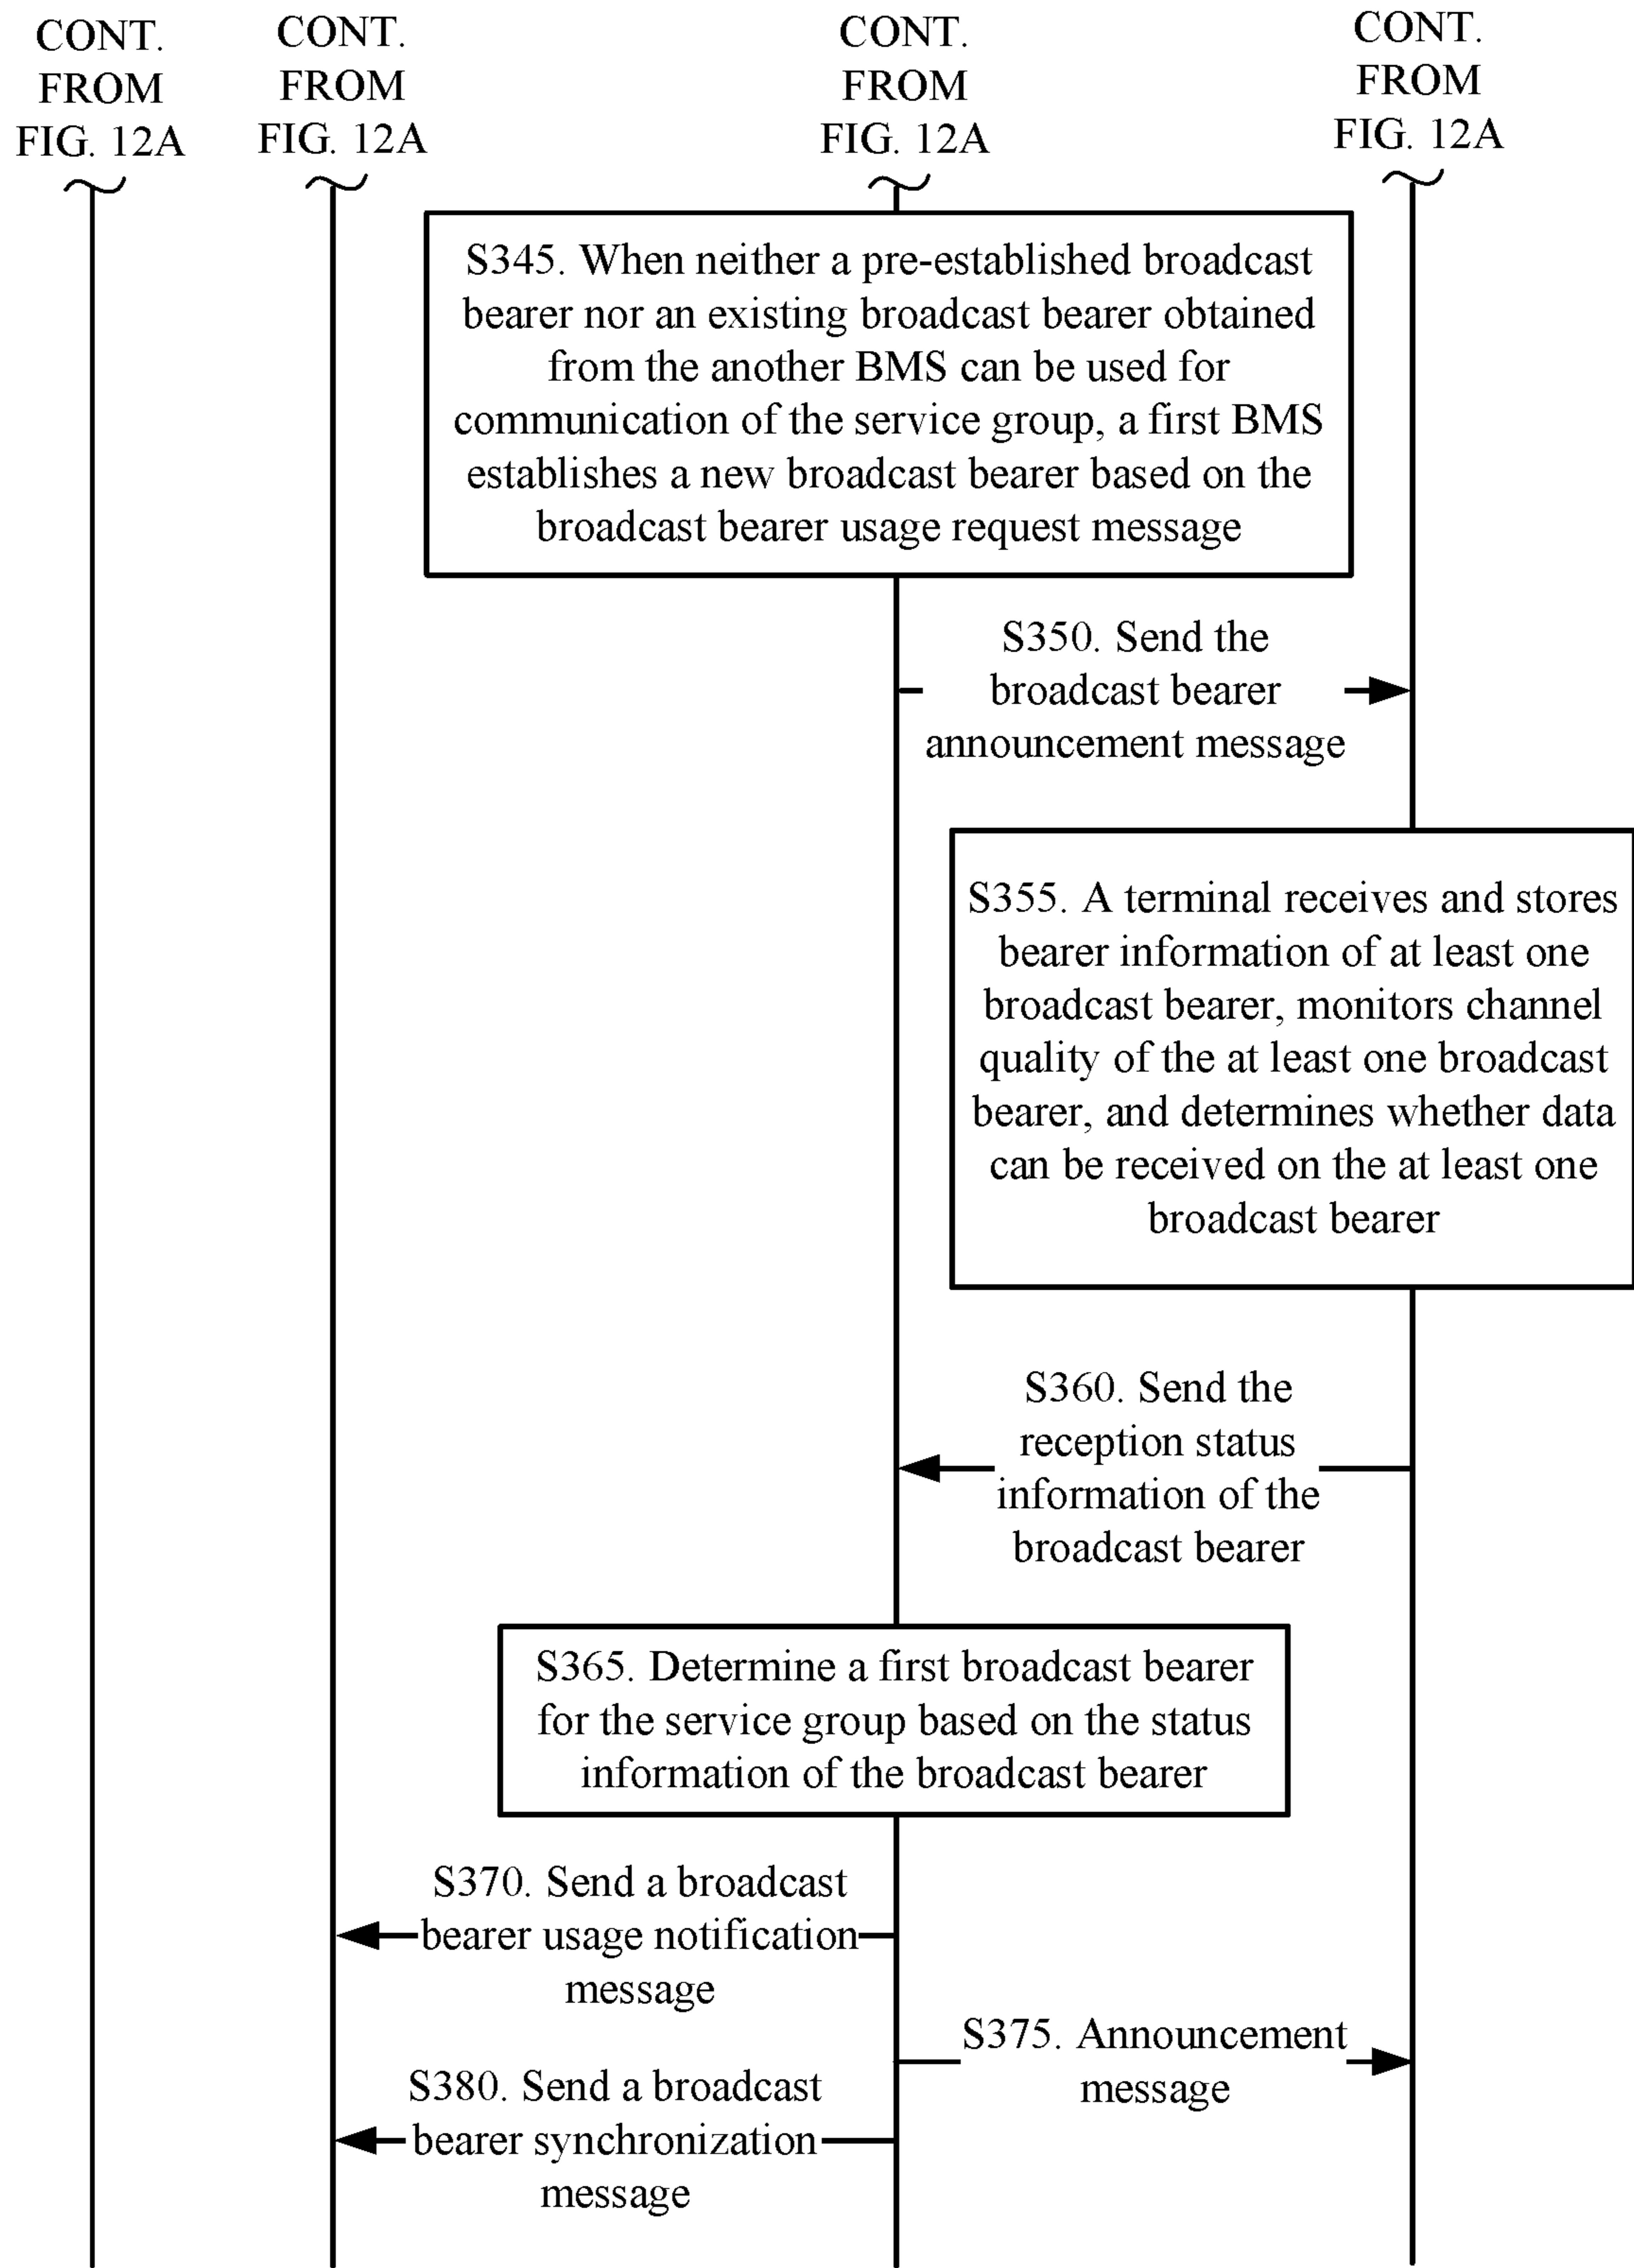 CONT.
FROM
FIG. 12A
CONT.
FROM
FIG. 12A
CONT.
FROM
FIG. 12A
CONT.
FROM
FIG. 12A
S345. When neither a pre-established broadcast
bearer nor an existing broadcast bearer obtained
from the another BMS can be used for
communication of the service group, a first BMS
establishes a new broadcast bearer based on the
broadcast bearer usage request message
S350. Send the
broadcast bearer
announcement message
S355. A terminal receives and stores
bearer information of at least one
broadcast bearer, monitors channel
quality of the at least one broadcast
bearer, and determines whether data
can be received on the at least one
broadcast bearer
S360. Send the
reception status
information of the
broadcast bearer
S365. Determine a first broadcast bearer
for the service group based on the status
information of the broadcast bearer
S370. Send a broadcast
bearer usage notification
message
S375. Announcement
message
S380. Send a broadcast
bearer synchronization
message